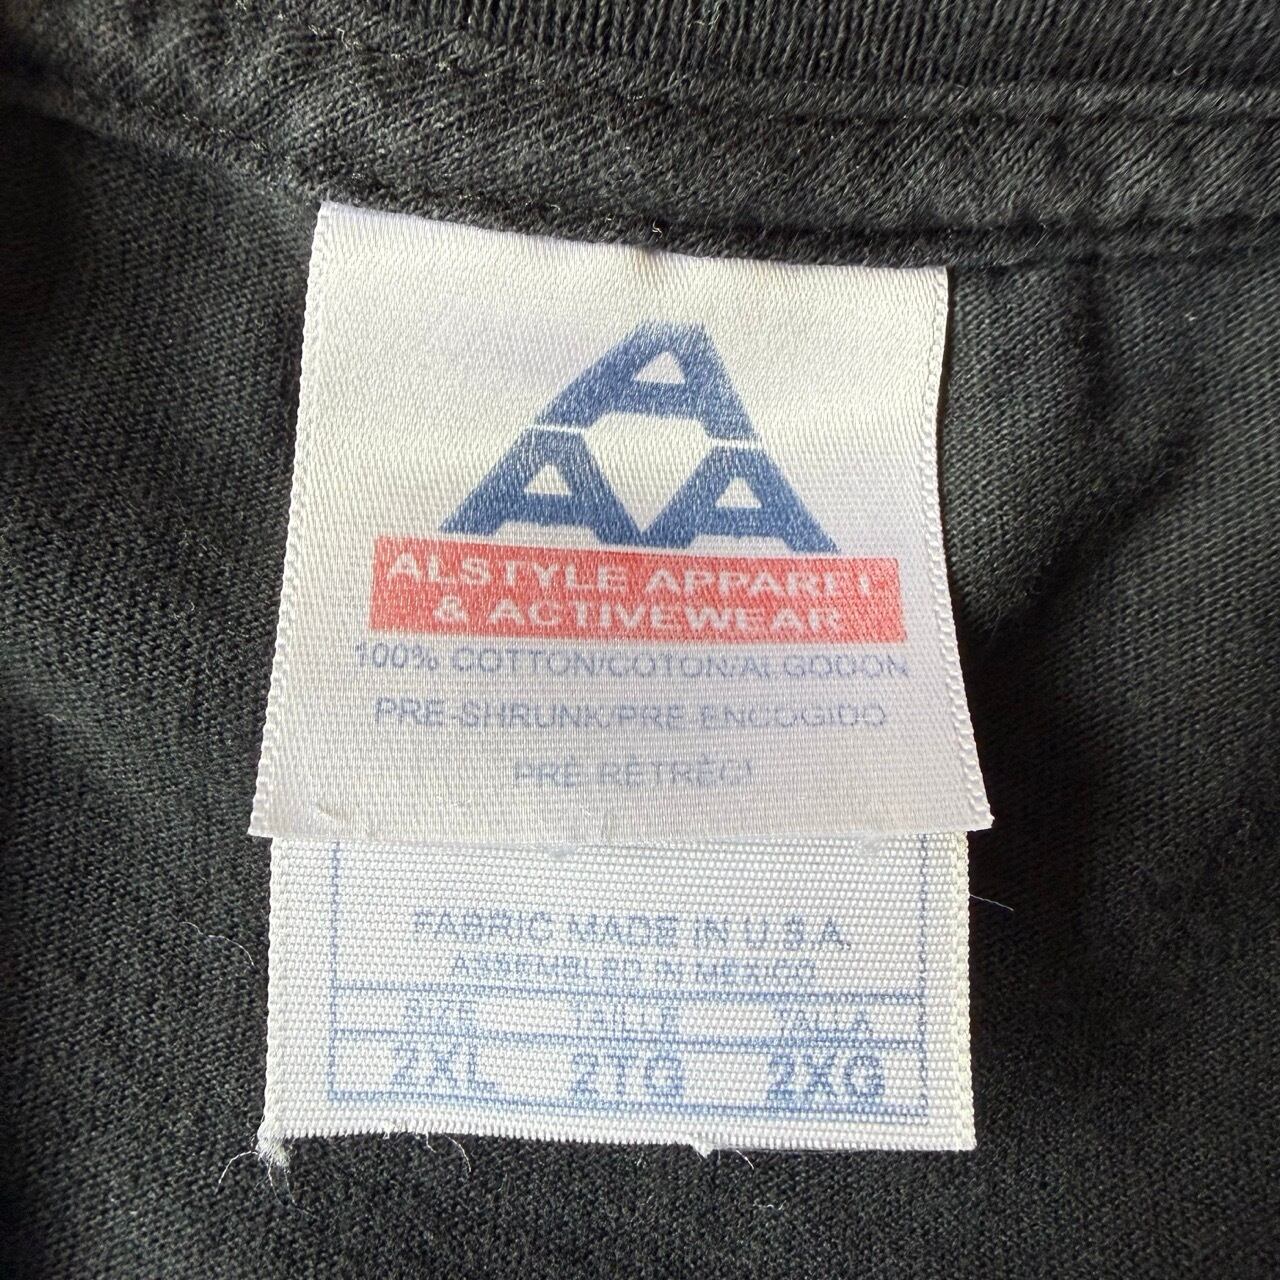 A
A A
ALSTYLE APPAREL
& ACTIVEWEAR
100% COTTON/COTON/ALGODON
PRE-SHRUNK/PRE-ENCOGIDO
PRÉ-RÉTRÉCI
FABRIC MADE IN U.S.A.
ASSEMBLED IN MEXICO
SIZE TAILLE TALLA
2XL 2TG 2XG